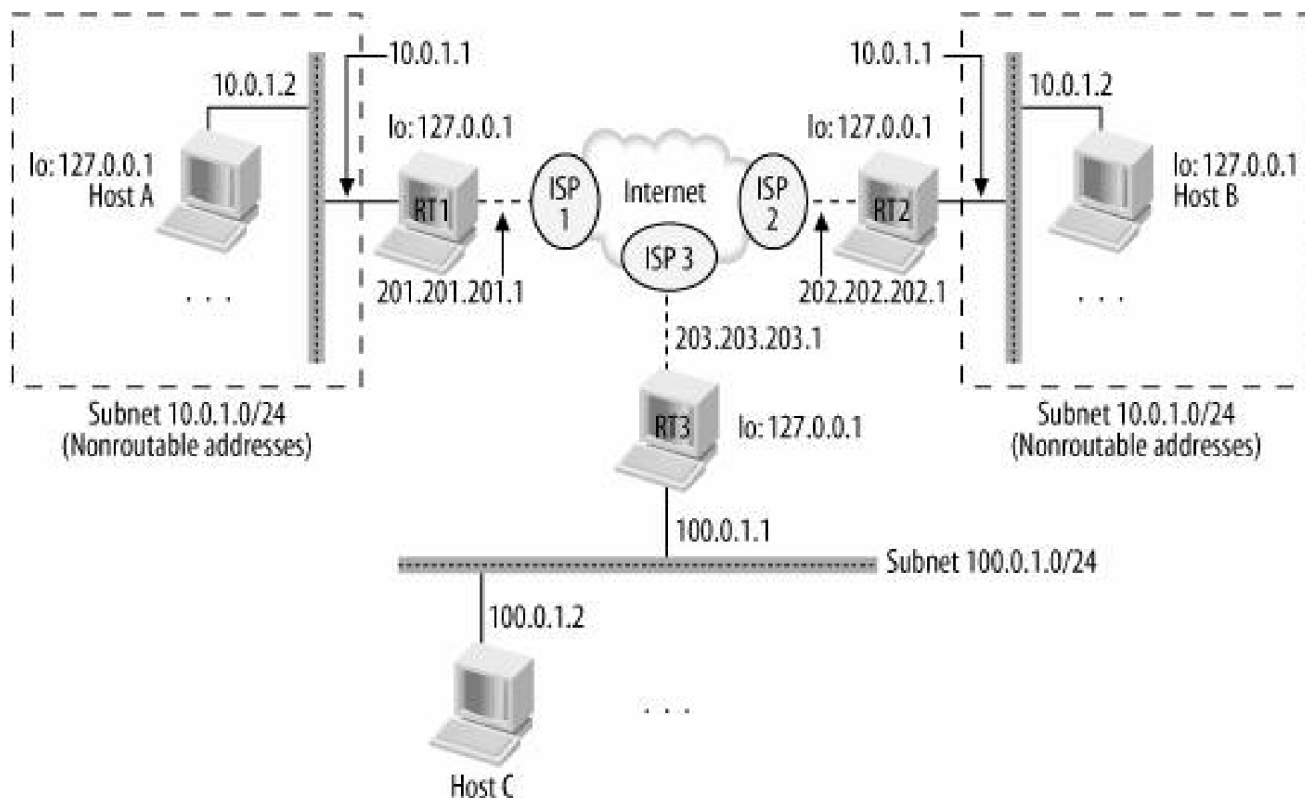 10.0.1.1
10.0.1.1
10.0.1.2
10.0.1.2
lo: 127.0.0.1
lo: 127.0.0.1
lo: 127.0.0.1
Host A
lo: 127.0.0.1
Host B
RT1
ISP
1
Internet
ISP
2
RT2
ISP 3
. . .
201.201.201.1
202.202.202.1
. . .
203.203.203.1
Subnet 10.0.1.0/24
(Nonroutable addresses)
Subnet 10.0.1.0/24
(Nonroutable addresses)
RT3
lo: 127.0.0.1
100.0.1.1
Subnet 100.0.1.0/24
100.0.1.2
. . .
Host C